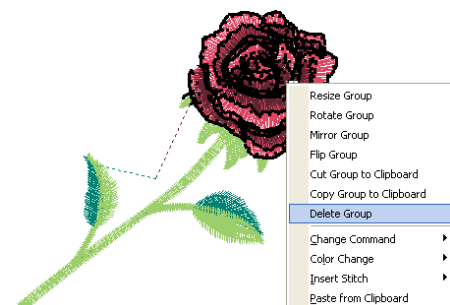 Resize Group
Rotate Group
Mirror Group
Flip Group
Cut Group to Clipboard
Copy Group to Clipboard
Delete Group
Change Command
Color Change
Insert Stitch
Paste from Clipboard